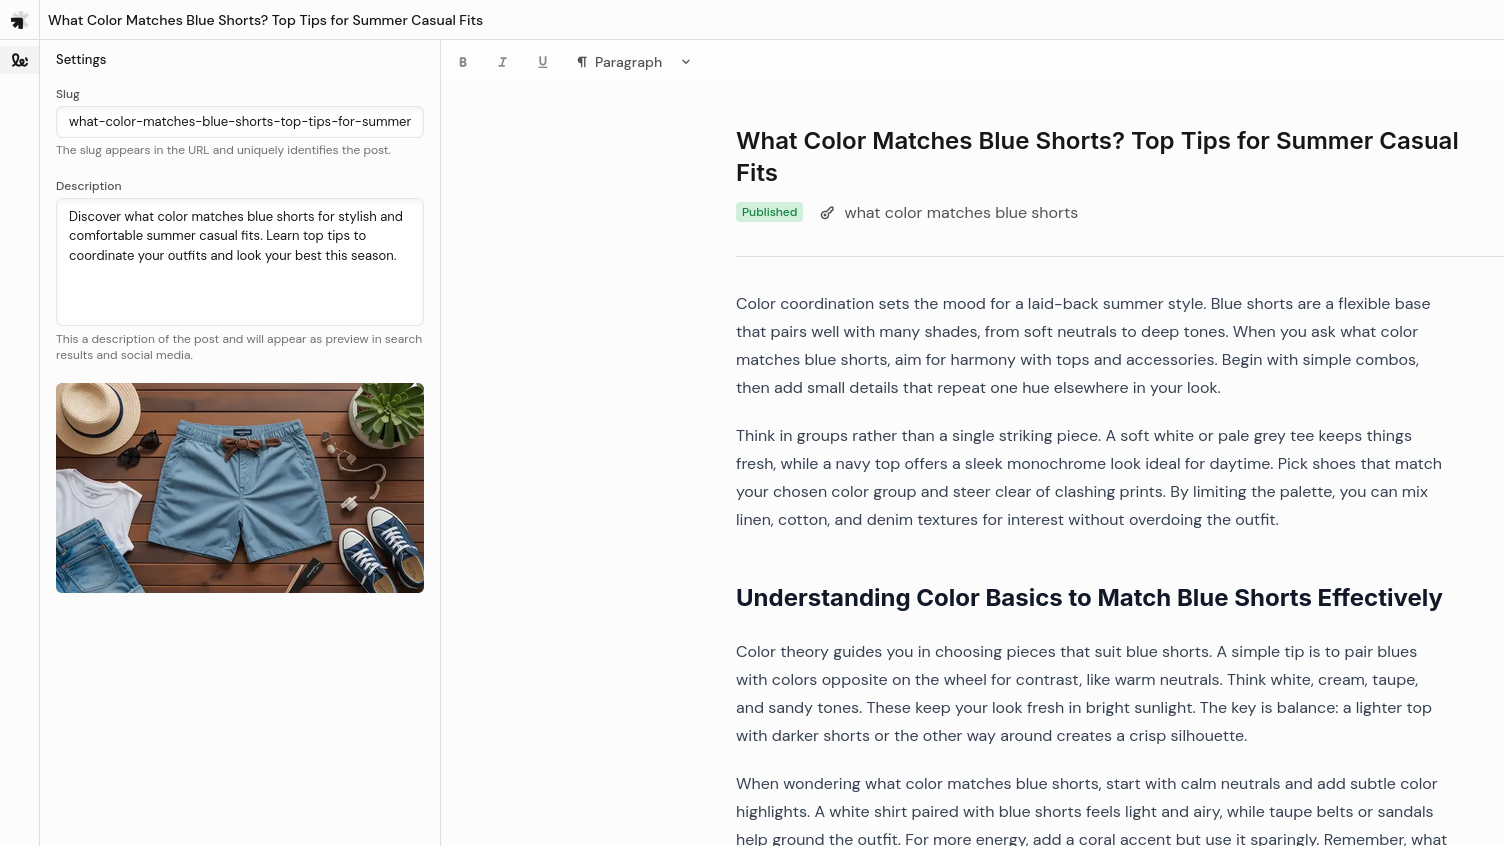 What Color Matches Blue Shorts? Top Tips for Summer Casual Fits
Settings
Slug
what-color-matches-blue-shorts-top-tips-for-summer
The slug appears in the URL and uniquely identifies the post.
Description
Discover what color matches blue shorts for stylish and
comfortable summer casual fits. Learn top tips to
coordinate your outfits and look your best this season.
This a description of the post and will appear as preview in search
results and social media.
B I U ¶ Paragraph
What Color Matches Blue Shorts? Top Tips for Summer Casual
Fits
Published what color matches blue shorts
Color coordination sets the mood for a laid-back summer style. Blue shorts are a flexible base
that pairs well with many shades, from soft neutrals to deep tones. When you ask what color
matches blue shorts, aim for harmony with tops and accessories. Begin with simple combos,
then add small details that repeat one hue elsewhere in your look.
Think in groups rather than a single striking piece. A soft white or pale grey tee keeps things
fresh, while a navy top offers a sleek monochrome look ideal for daytime. Pick shoes that match
your chosen color group and steer clear of clashing prints. By limiting the palette, you can mix
linen, cotton, and denim textures for interest without overdoing the outfit.
Understanding Color Basics to Match Blue Shorts Effectively
Color theory guides you in choosing pieces that suit blue shorts. A simple tip is to pair blues
with colors opposite on the wheel for contrast, like warm neutrals. Think white, cream, taupe,
and sandy tones. These keep your look fresh in bright sunlight. The key is balance: a lighter top
with darker shorts or the other way around creates a crisp silhouette.
When wondering what color matches blue shorts, start with calm neutrals and add subtle color
highlights. A white shirt paired with blue shorts feels light and airy, while taupe belts or sandals
help ground the outfit. For more energy, add a coral accent but use it sparingly. Remember, what